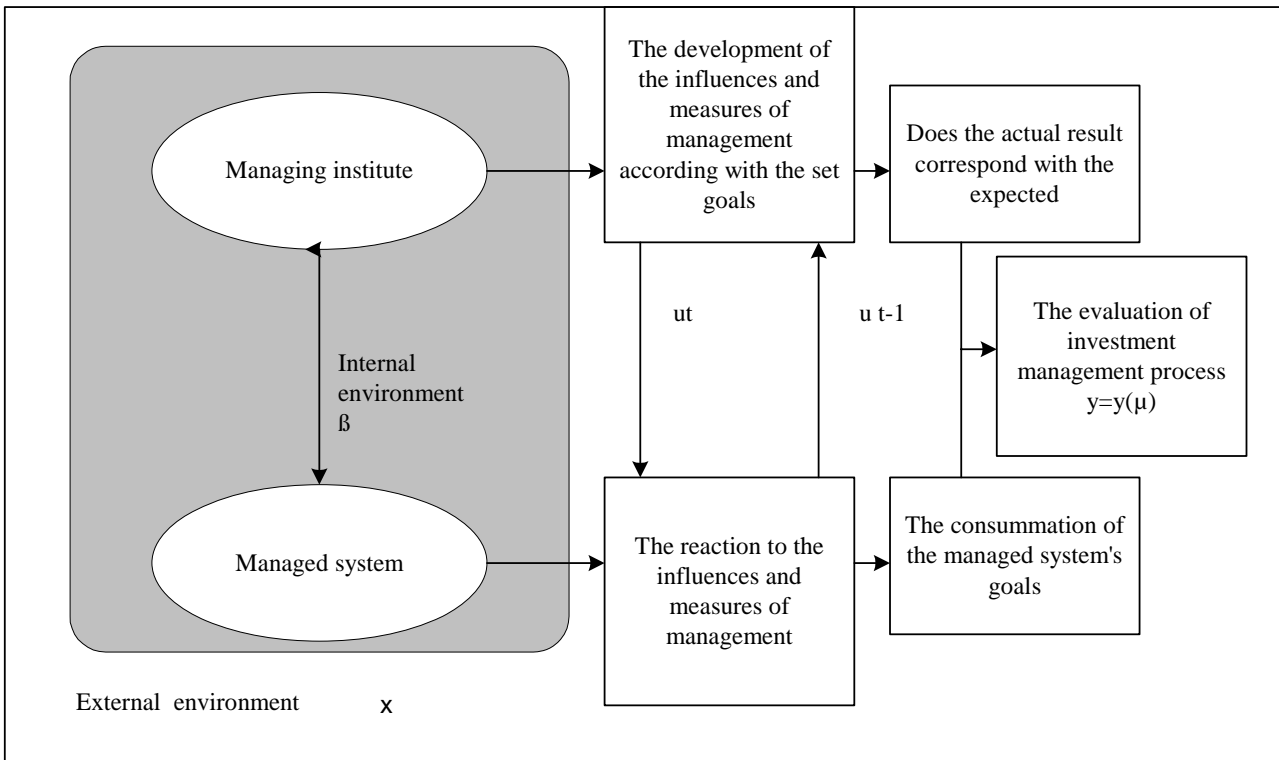 Managing institute
Internal
environment
ß
Managed system
External environment x
The development of
the influences and
measures of
management
according with the set
goals
ut
u t-1
The reaction to the
influences and
measures of
management
Does the actual result
correspond with the
expected
The evaluation of
investment
management process
y=y(µ)
The consummation of
the managed system's
goals